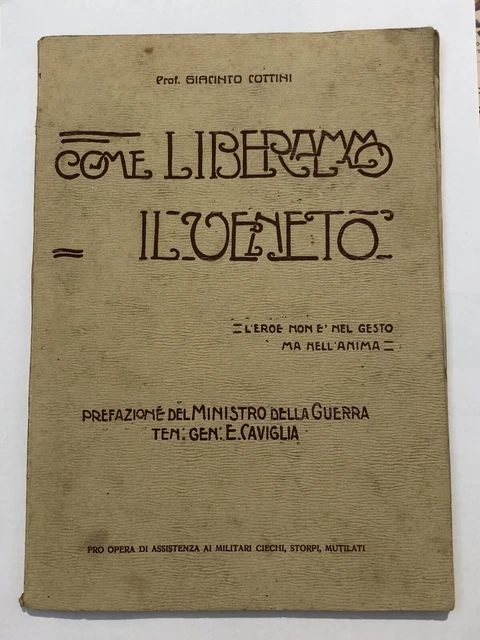 Prof. GIACINTO COTTINI
COME LIBERAMMO
IL VENETO
L'EROE NON E' NEL GESTO
MA NELL'ANIMA
PREFAZIONE DEL MINISTRO DELLA GUERRA
TEN: GEN: E. CAVIGLIA
PRO OPERA DI ASSISTENZA AI MILITARI CIECHI, STORPI, MUTILATI